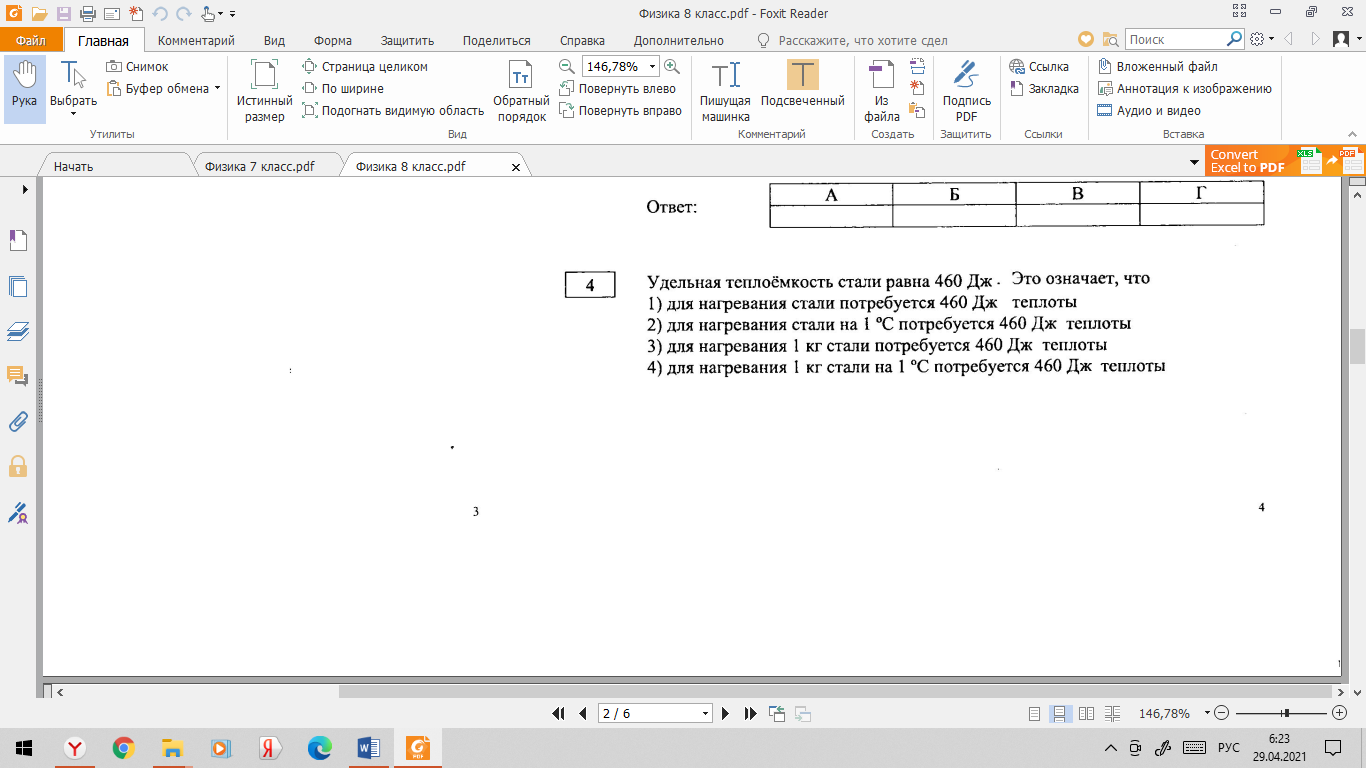 Физика 8 класс.pdf - Foxit Reader
Файл Главная Комментарий Вид Форма Защитить Поделиться Справка Дополнительно Расскажите, что хотите сдел Поиск
Рука
Выбрать
Снимок
Буфер обмена
Утилиты
Истинный размер
Страница целиком
По ширине
Подогнать видимую область
Обратный порядок
146,78%
Повернуть влево
Повернуть вправо
Вид
Пишущая машинка
Подсвеченный
Комментарий
Из файла
Создать
Подпись PDF
Защитить
Ссылка
Закладка
Ссылки
Вложенный файл
Аннотация к изображению
Аудио и видео
Вставка
Начать Физика 7 класс.pdf Физика 8 класс.pdf
Convert
Excel to PDF
XLS PDF
Ответ: А Б В Г
4 Удельная теплоёмкость стали равна 460 Дж . Это означает, что
1) для нагревания стали потребуется 460 Дж теплоты
2) для нагревания стали на 1 ºС потребуется 460 Дж теплоты
3) для нагревания 1 кг стали потребуется 460 Дж теплоты
4) для нагревания 1 кг стали на 1 ºС потребуется 460 Дж теплоты
3 4
2 / 6 146,78%
РУС 6:23
29.04.2021